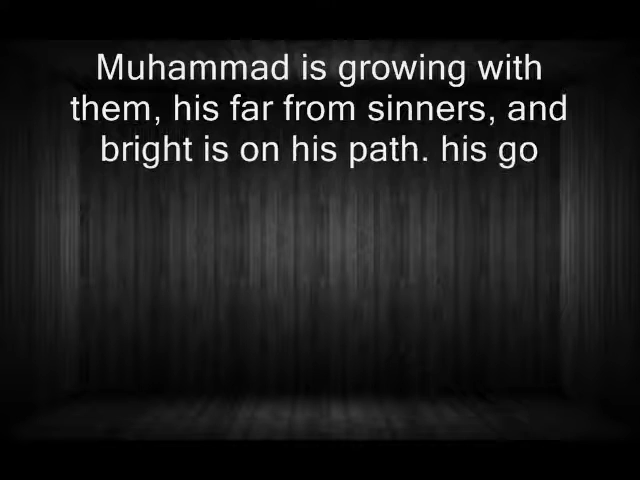 Muhammad is growing with
them, his far from sinners, and
bright is on his path. his go